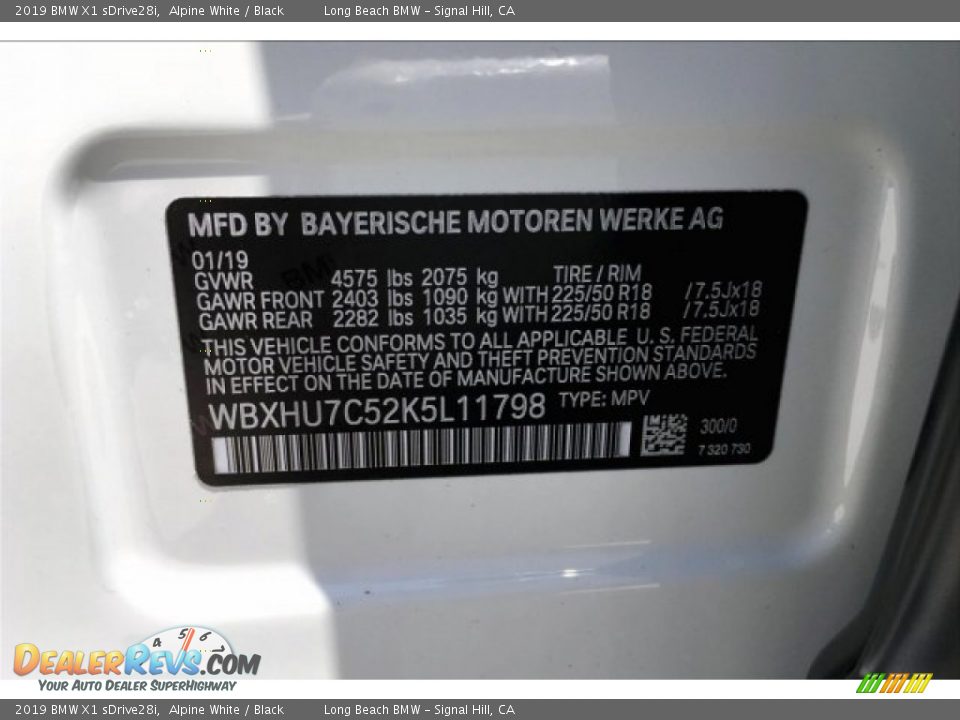 2019 BMW X1 sDrive28i, Alpine White / Black Long Beach BMW - Signal Hill, CA
MFD BY BAYERISCHE MOTOREN WERKE AG
01/19
GVWR 4575 lbs 2075 kg TIRE / RIM
GAWR FRONT 2403 lbs 1090 kg WITH 225/50 R18 / 7.5Jx18
GAWR REAR 2282 lbs 1035 kg WITH 225/50 R18 / 7.5Jx18
THIS VEHICLE CONFORMS TO ALL APPLICABLE U. S. FEDERAL
MOTOR VEHICLE SAFETY AND THEFT PREVENTION STANDARDS
IN EFFECT ON THE DATE OF MANUFACTURE SHOWN ABOVE.
WBXHU7C52K5L11798 TYPE: MPV
300/0
7 320 730
4 5 6
DEALERREVS.COM
YOUR AUTO DEALER SUPERHIGHWAY
2019 BMW X1 sDrive28i, Alpine White / Black Long Beach BMW - Signal Hill, CA